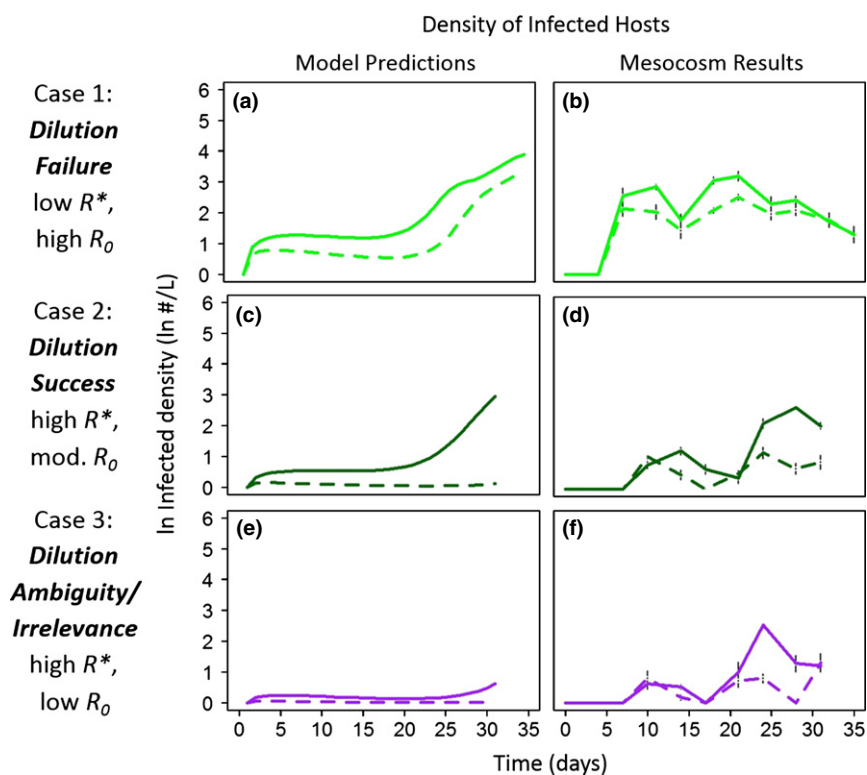 Density of Infected Hosts
Model Predictions
Mesocosm Results
Case 1:
Dilution
Failure
low R*,
high R0
Case 2:
Dilution
Success
high R*,
mod. R0
Case 3:
Dilution
Ambiguity/
Irrelevance
high R*,
low R0
ln Infected density (ln #/L)
(a)
6
5
4
3
2
1
0
(b)
(c)
6
5
4
3
2
1
0
(d)
(e)
6
5
4
3
2
1
0
(f)
0 5 10 15 20 25 30 35
0 5 10 15 20 25 30 35
Time (days)